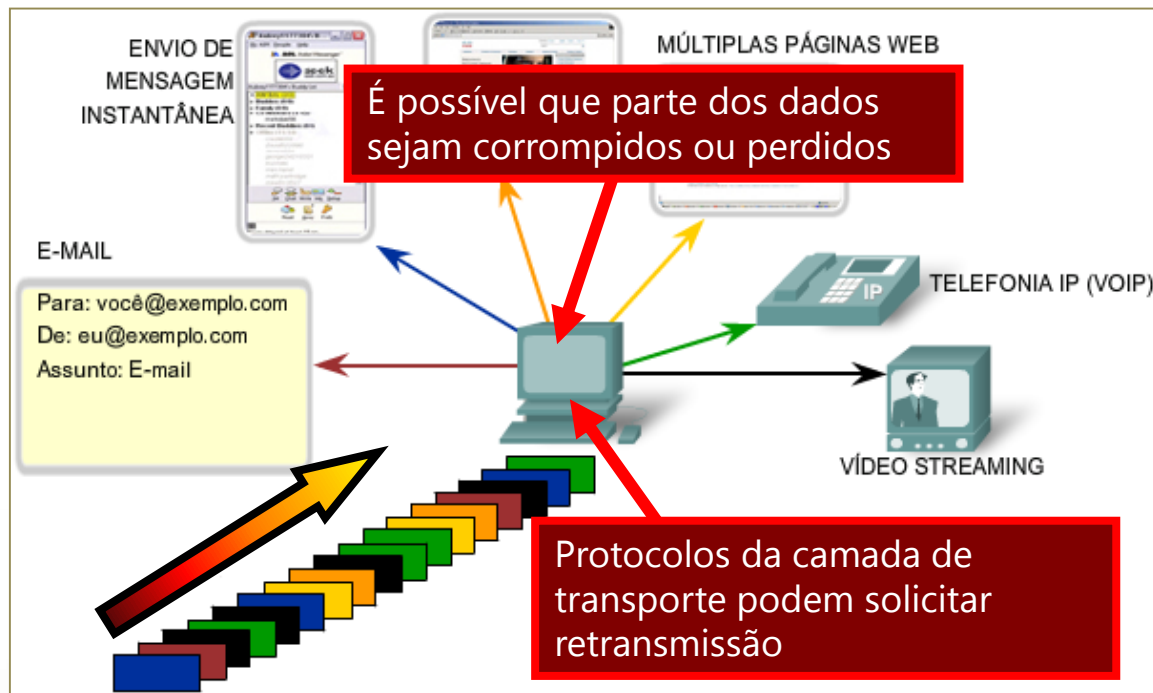 ENVIO DE
MENSAGEM
INSTANTÂNEA
MÚLTIPLAS PÁGINAS WEB
É possível que parte dos dados
sejam corrompidos ou perdidos
E-MAIL
Para: você@exemplo.com
De: eu@exemplo.com
Assunto: E-mail
IP
TELEFONIA IP (VOIP)
VÍDEO STREAMING
Protocolos da camada de
transporte podem solicitar
retransmissão